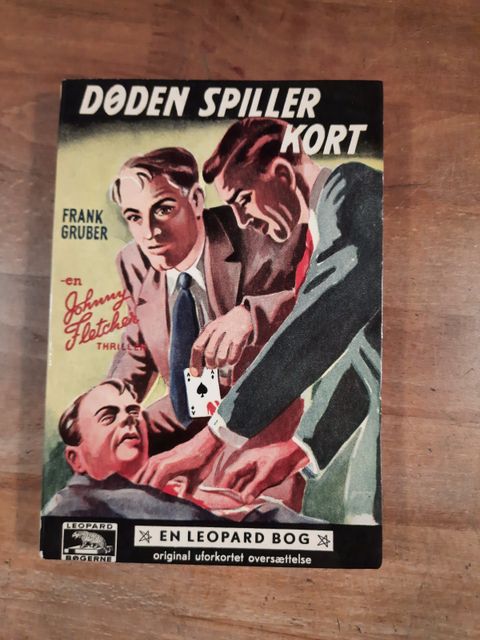 DØDEN SPILLER
KORT
FRANK
GRUBER
-en
Johnny
Fletcher
THRILLER
A
A
LEOPARD
BØGERNE
EN LEOPARD BOG
original uforkortet oversættelse